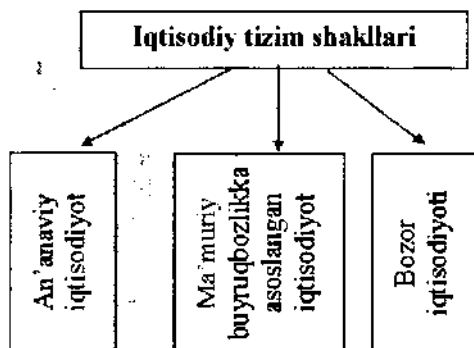 Iqtisodiy tizim shakllari
An’anaviy
iqtisodiyot
Ma’muriy
buyruqbozlikka
asoslangan
iqtisodiyot
Bozor
iqtisodiyoti